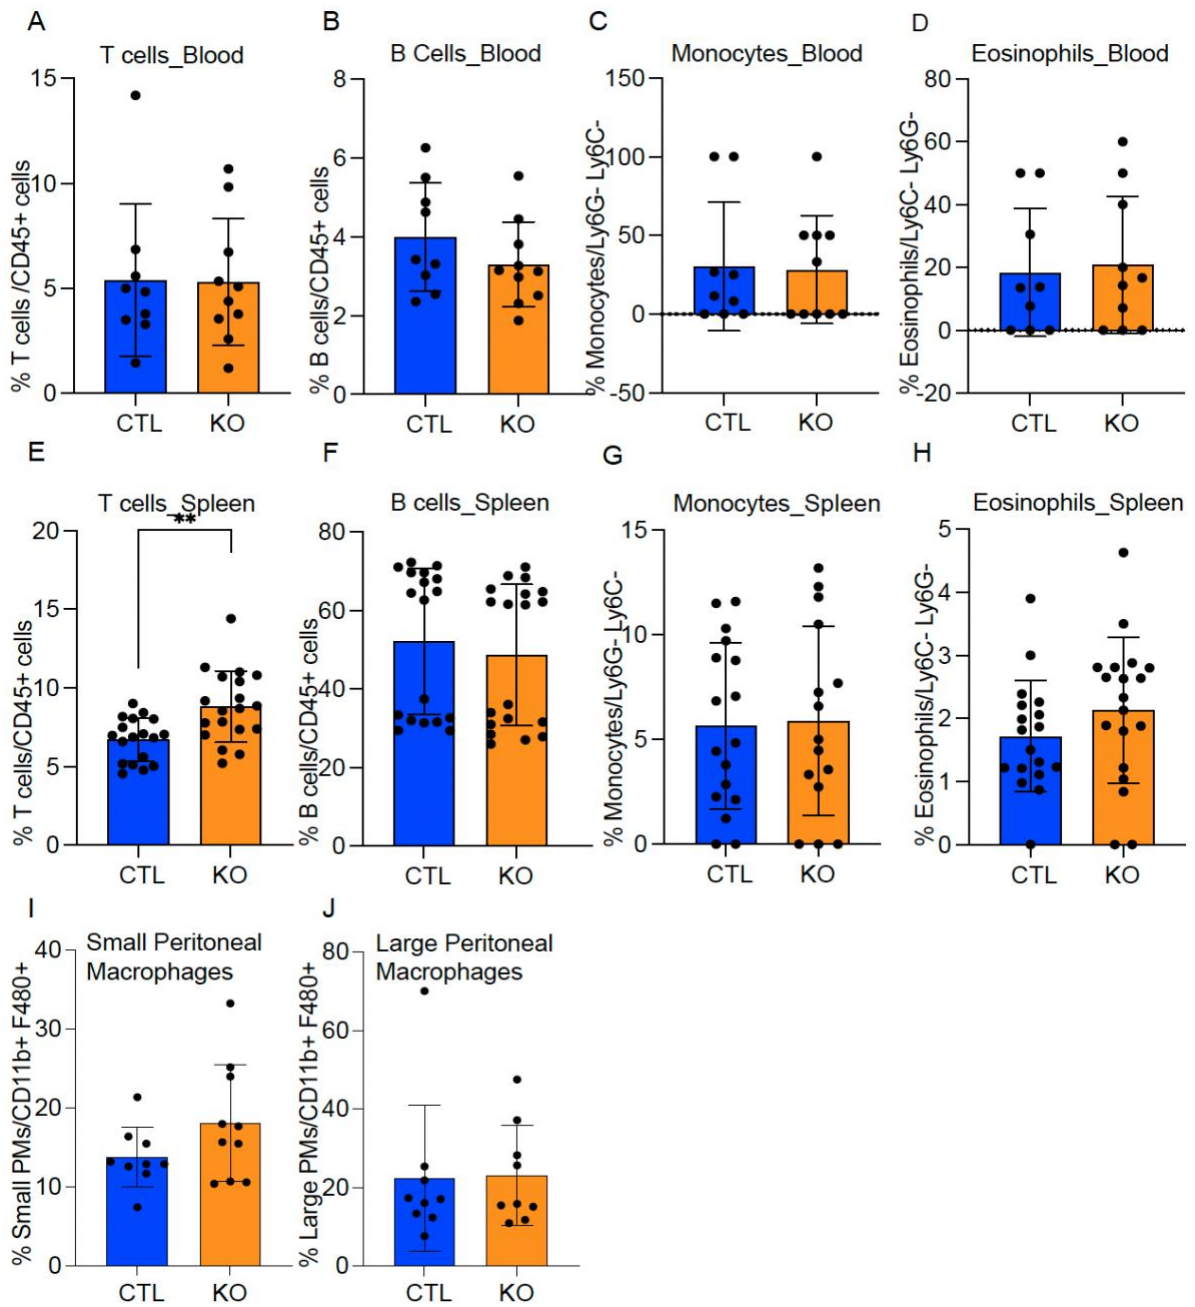 A
T cells_Blood
% T cells /CD45+ cells
15
10
5
0
CTL KO
B
B Cells_Blood
% B cells/CD45+ cells
8
6
4
2
0
CTL KO
C
Monocytes_Blood
% Monocytes/Ly6G- Ly6C-
150
100
50
0
-50
CTL KO
D
Eosinophils_Blood
% Eosinophils/Ly6C- Ly6G-
80
60
40
20
0
-20
CTL KO
E
T cells_Spleen
**
% T cells/CD45+ cells
20
15
10
5
0
CTL KO
F
B cells_Spleen
% B cells/CD45+ cells
80
60
40
20
0
CTL KO
G
Monocytes_Spleen
% Monocytes/Ly6G- Ly6C-
15
10
5
0
CTL KO
H
Eosinophils_Spleen
% Eosinophils/Ly6C- Ly6G-
5
4
3
2
1
0
CTL KO
I
Small Peritoneal
Macrophages
% Small PMs/CD11b+ F480+
40
30
20
10
0
CTL KO
J
Large Peritoneal
Macrophages
% Large PMs/CD11b+ F480+
80
60
40
20
0
CTL KO